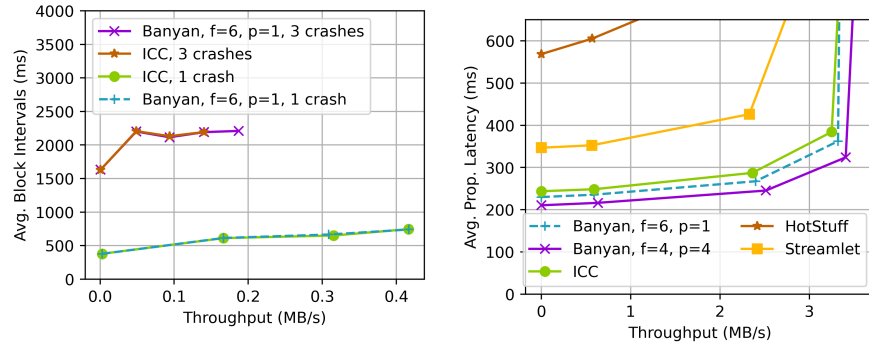 4000
3500
3000
2500
2000
1500
1000
500
0
Avg. Block Intervals (ms)
Banyan, f=6, p=1, 3 crashes
ICC, 3 crashes
ICC, 1 crash
Banyan, f=6, p=1, 1 crash
0.0 0.1 0.2 0.3 0.4
Throughput (MB/s)
600
500
400
300
200
100
0
Avg. Prop. Latency (ms)
Banyan, f=6, p=1
Banyan, f=4, p=4
ICC
HotStuff
Streamlet
0 1 2 3
Throughput (MB/s)